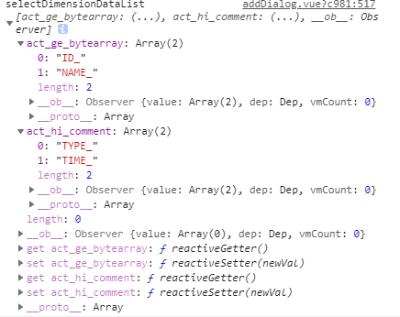 selectDimensionDataList addDialog.vue?c981:517
[act_ge_bytearray: (...), act_hi_comment: (...), __ob__: Obs
erver]
act_ge_bytearray: Array(2)
0: "ID_"
1: "NAME_"
length: 2
__ob__: Observer {value: Array(2), dep: Dep, vmCount: 0}
__proto__: Array
act_hi_comment: Array(2)
0: "TYPE_"
1: "TIME_"
length: 2
__ob__: Observer {value: Array(2), dep: Dep, vmCount: 0}
__proto__: Array
length: 0
__ob__: Observer {value: Array(0), dep: Dep, vmCount: 0}
get act_ge_bytearray: ƒ reactiveGetter()
set act_ge_bytearray: ƒ reactiveSetter(newVal)
get act_hi_comment: ƒ reactiveGetter()
set act_hi_comment: ƒ reactiveSetter(newVal)
__proto__: Array